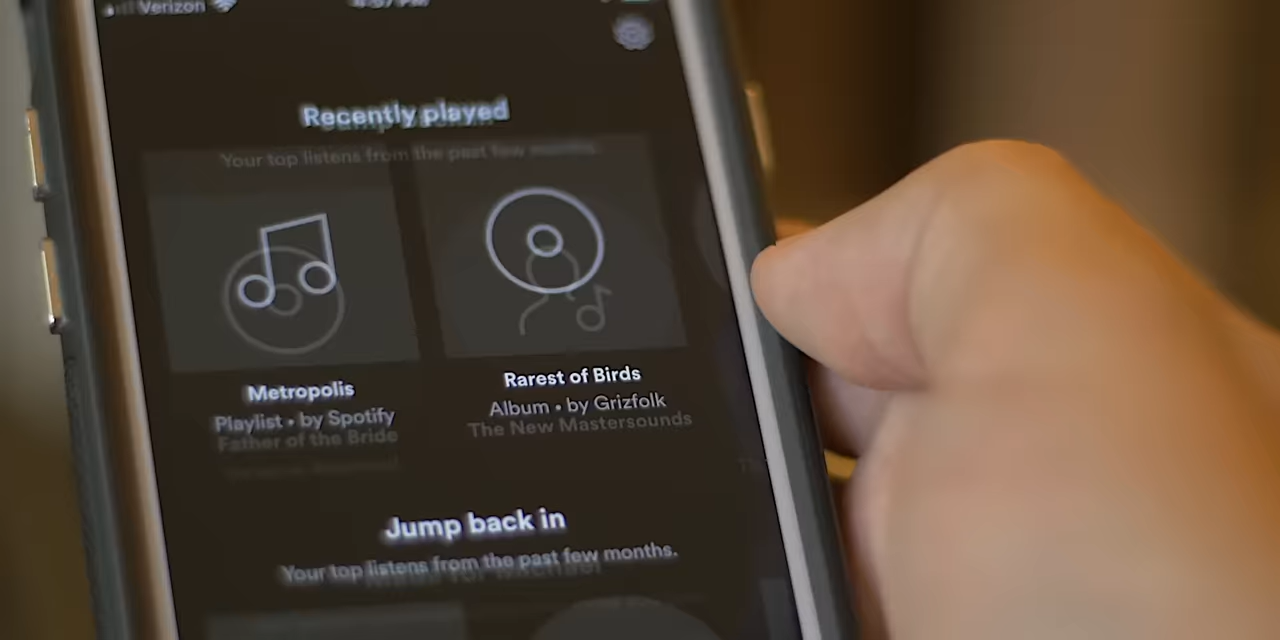 Verizon
Recently played
Your top listens from the past few months.
Metropolis
Playlist • by Spotify
Father of the Bride
Rarest of Birds
Album • by Grizfolk
The New Mastersounds
Jump back in
Your top listens from the past few months.